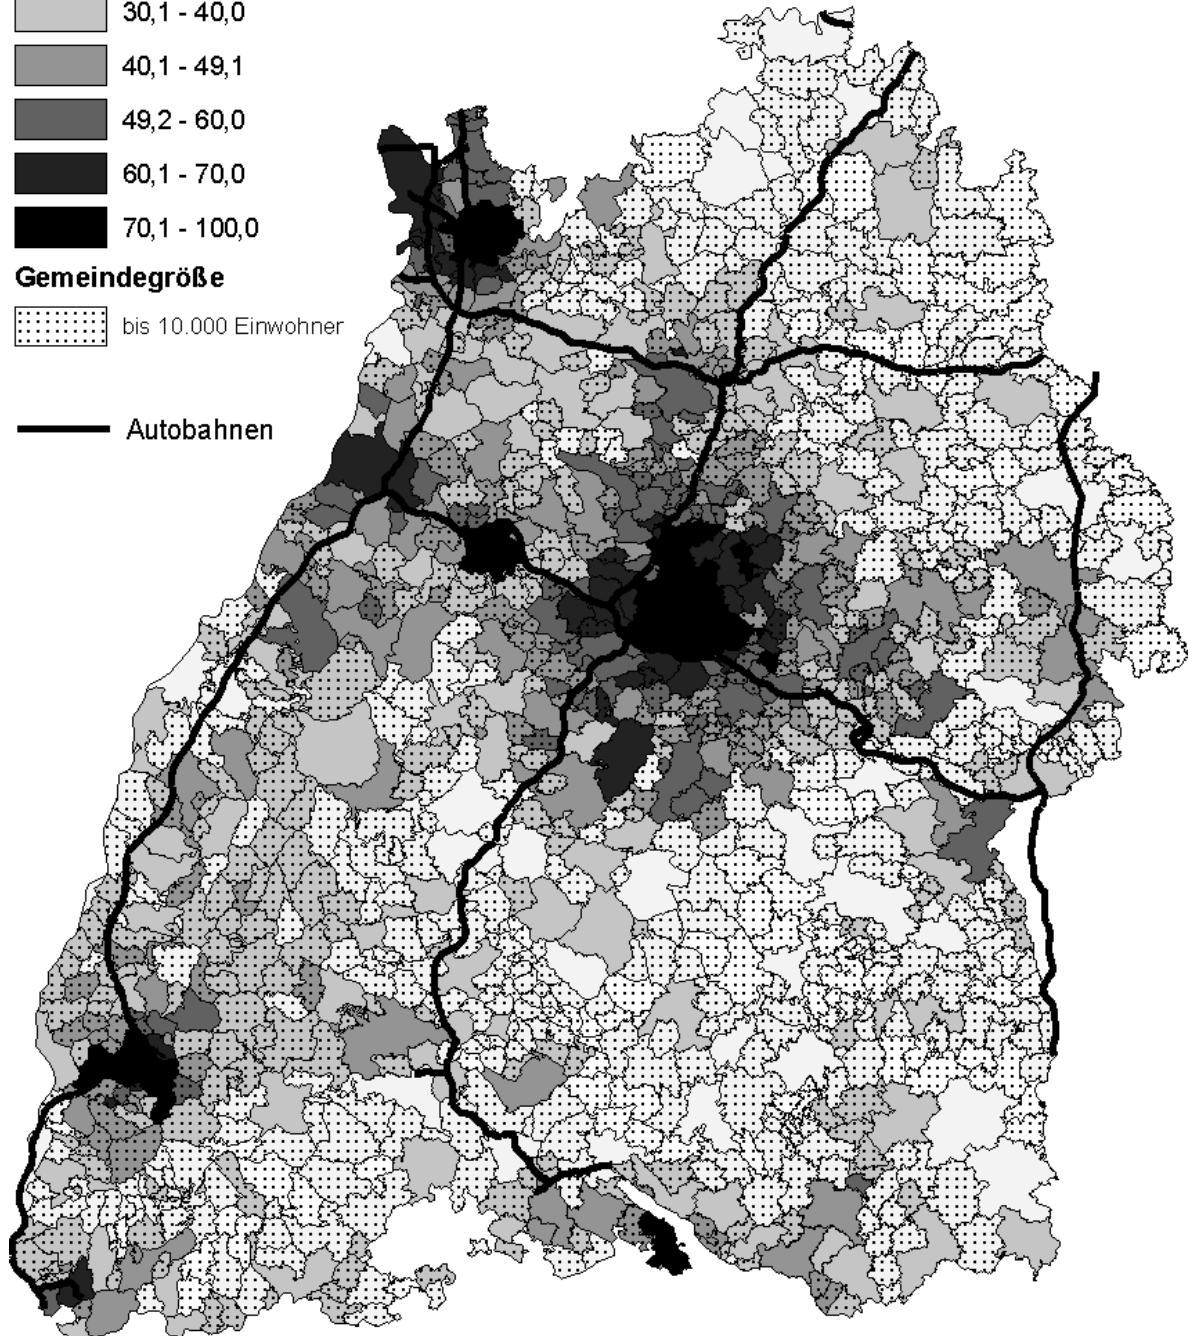 30,1 - 40,0
40,1 - 49,1
49,2 - 60,0
60,1 - 70,0
70,1 - 100,0
Gemeindegröße
bis 10.000 Einwohner
Autobahnen